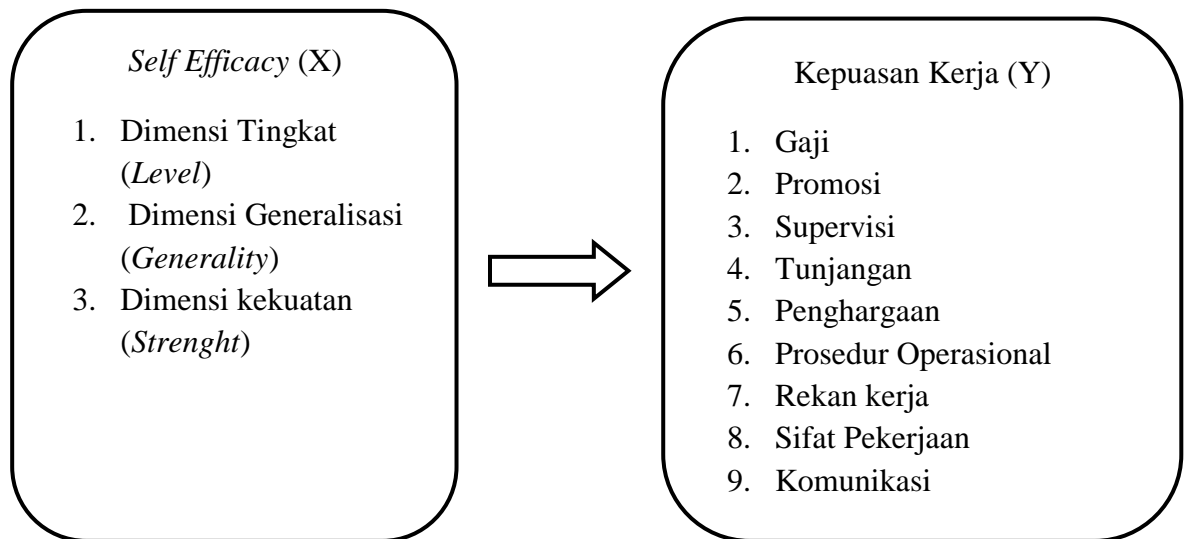 Self Efficacy (X)
1. Dimensi Tingkat
(Level)
2. Dimensi Generalisasi
(Generality)
3. Dimensi kekuatan
(Strenght)
Kepuasan Kerja (Y)
1. Gaji
2. Promosi
3. Supervisi
4. Tunjangan
5. Penghargaan
6. Prosedur Operasional
7. Rekan kerja
8. Sifat Pekerjaan
9. Komunikasi